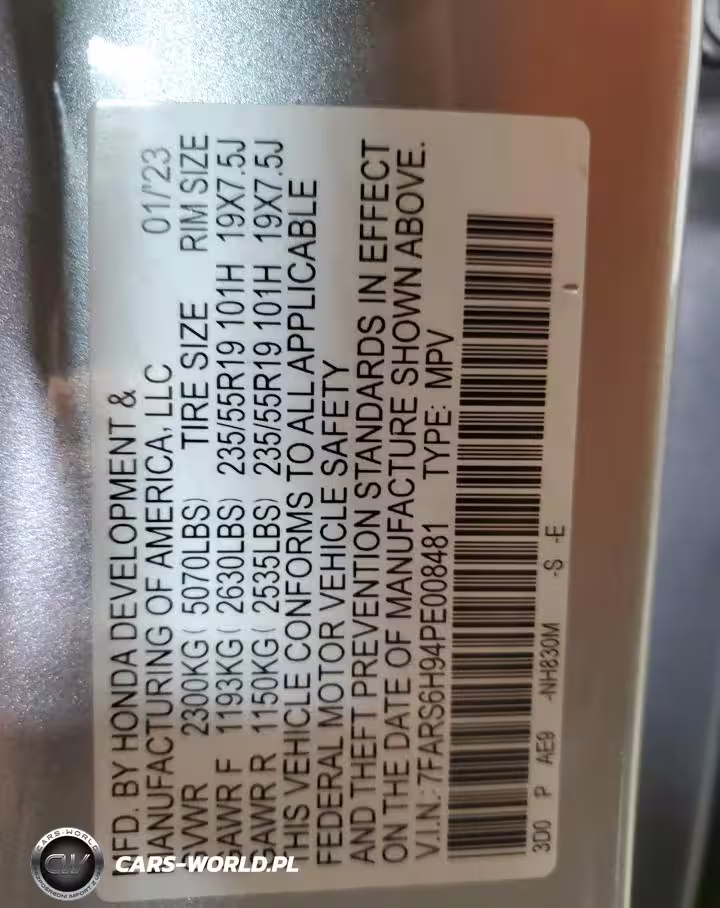 MFD. BY HONDA DEVELOPMENT &
MANUFACTURING OF AMERICA, LLC 01/'23
GVWR 2300KG( 5070LBS) TIRE SIZE RIM SIZE
GAWR F 1193KG( 2630LBS) 235/55R19 101H 19X7.5J
GAWR R 1150KG( 2535LBS) 235/55R19 101H 19X7.5J
THIS VEHICLE CONFORMS TO ALL APPLICABLE
FEDERAL MOTOR VEHICLE SAFETY
AND THEFT PREVENTION STANDARDS IN EFFECT
ON THE DATE OF MANUFACTURE SHOWN ABOVE.
V.I.N.: 7FARS6H94PE008481 TYPE: MPV
3D0 P AE9 -NH830M -S -E
CARS-WORLD
CW
CARS-WORLD.PL